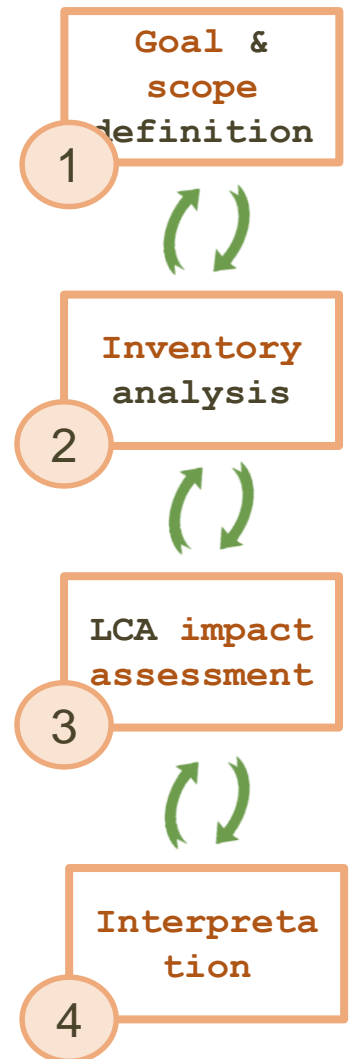 Goal &
scope
definition
1
Inventory
analysis
2
LCA impact
assessment
3
Interpreta
tion
4